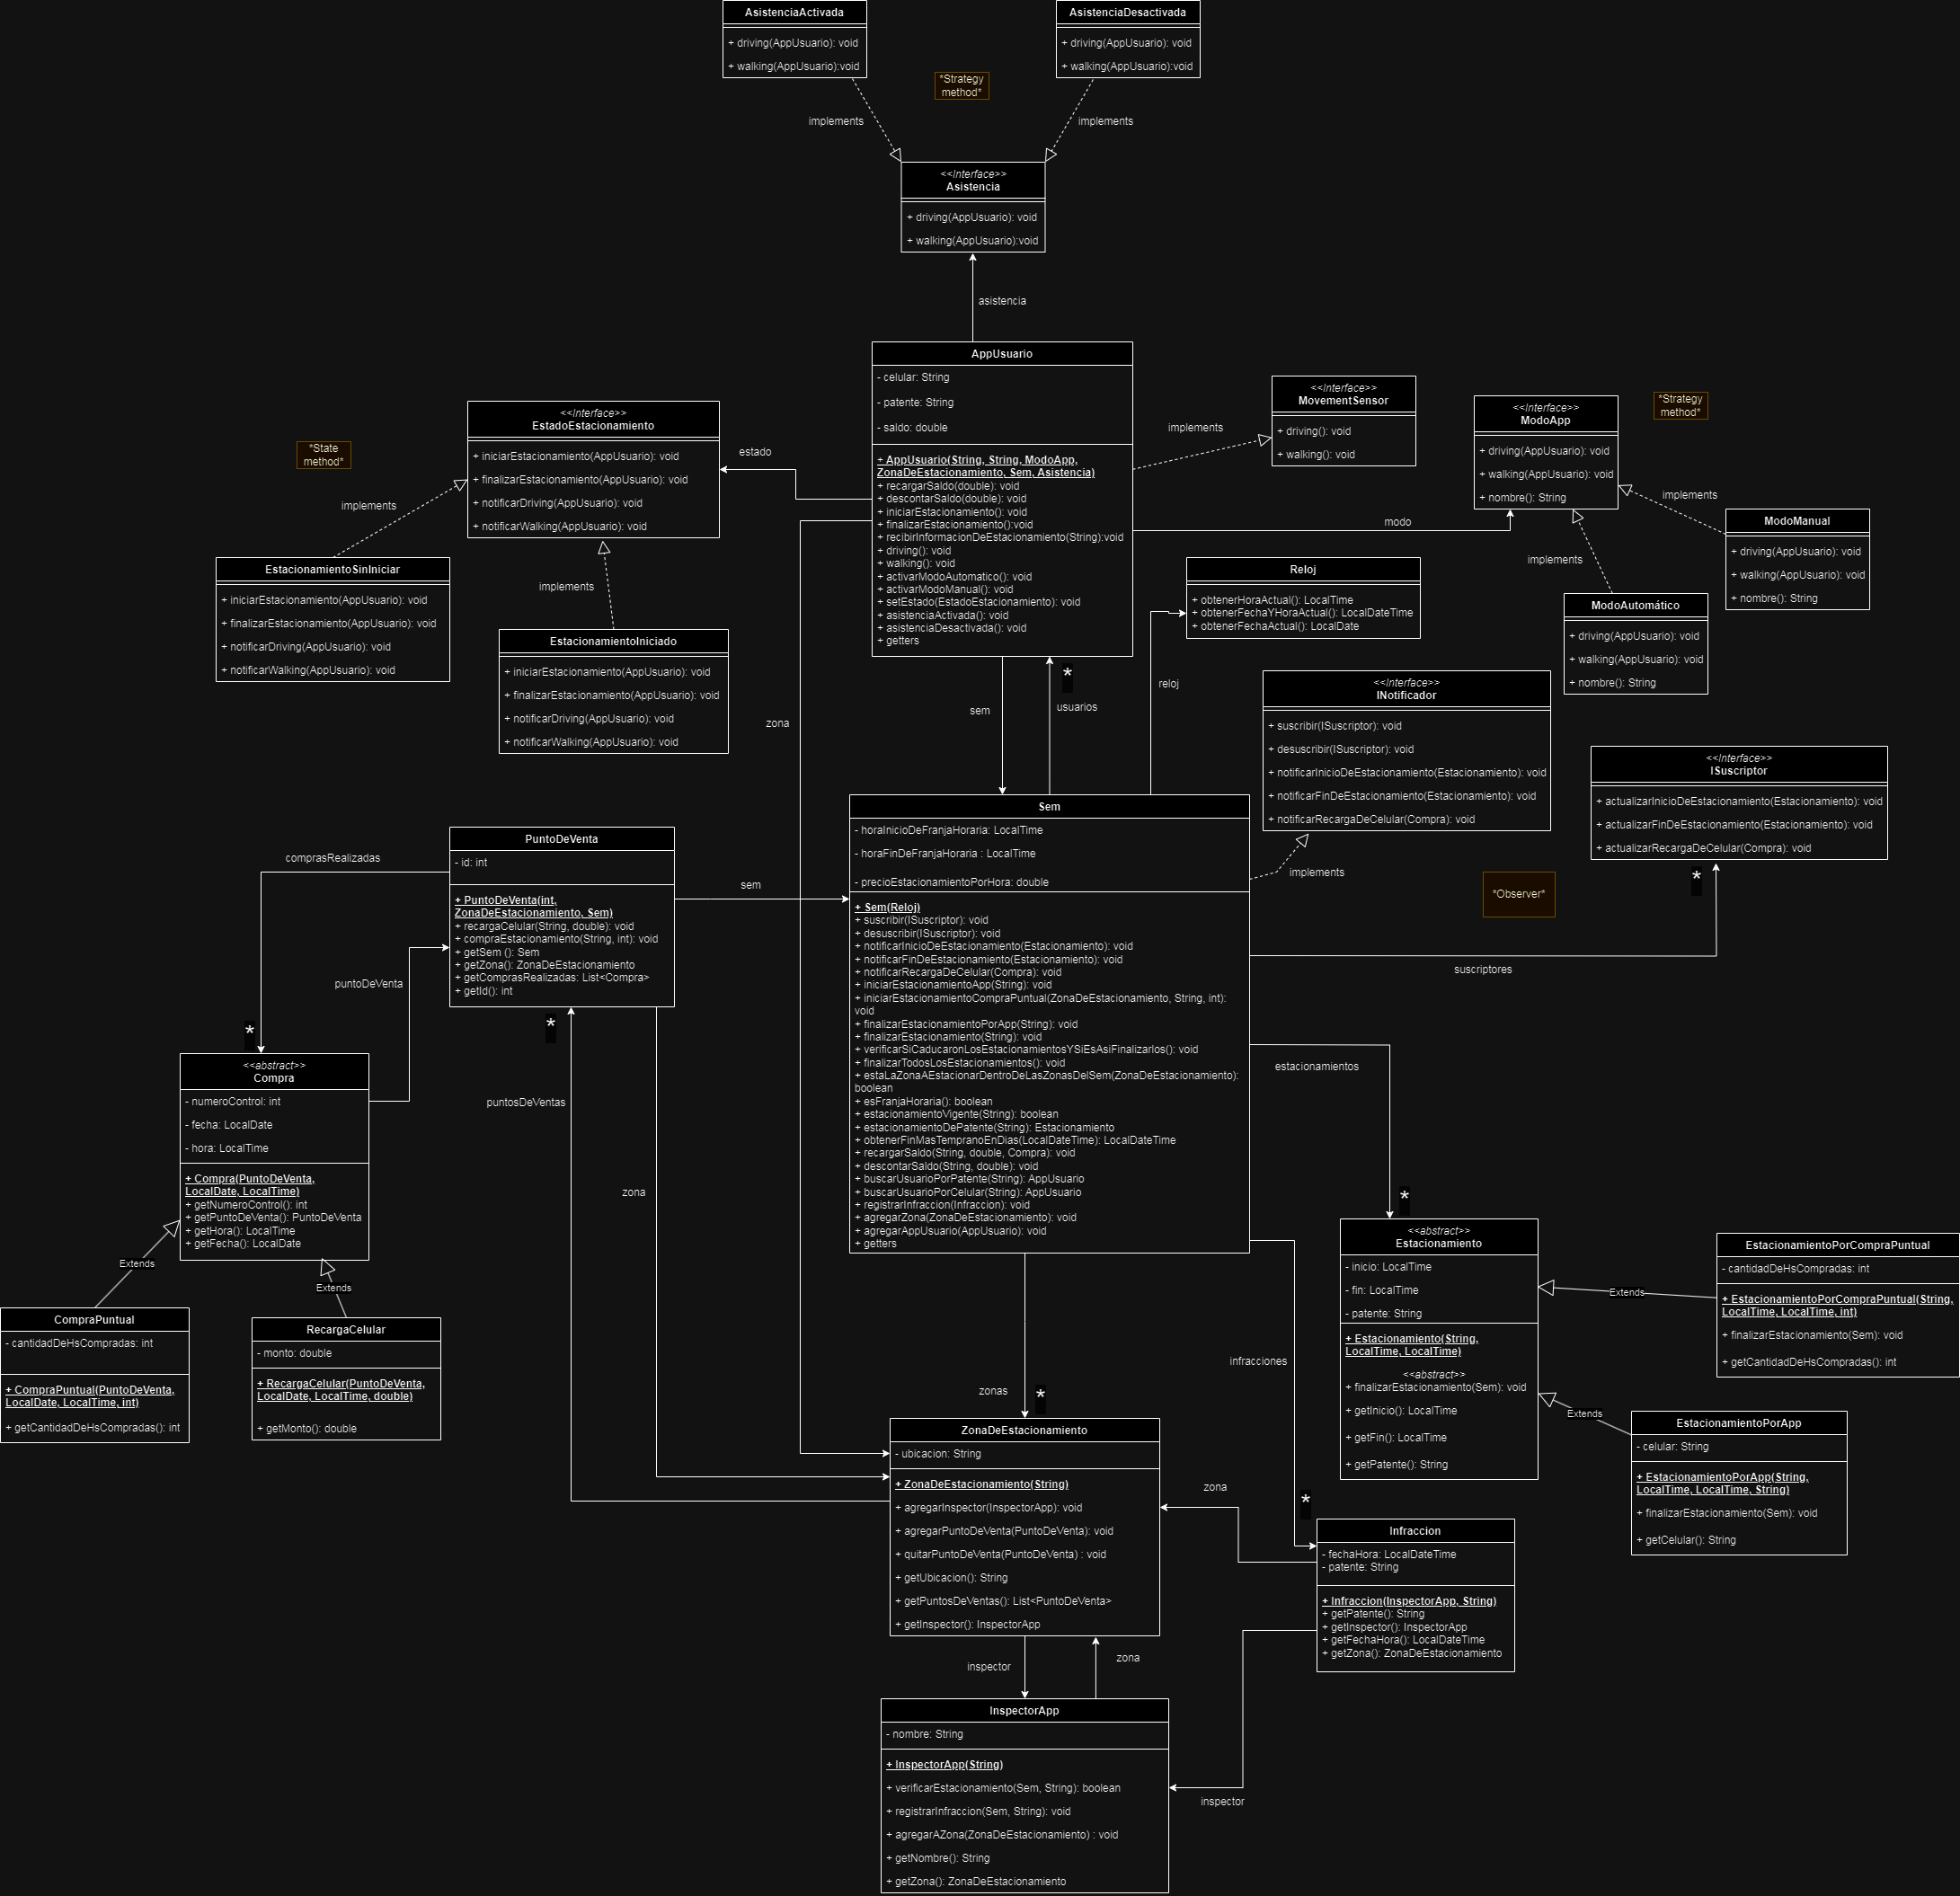 AsistenciaActivada
+ driving(AppUsuario): void
+ walking(AppUsuario):void
AsistenciaDesactivada
+ driving(AppUsuario): void
+ walking(AppUsuario):void
*Strategy
method*
implements
implements
<<Interface>>
Asistencia
+ driving(AppUsuario): void
+ walking(AppUsuario):void
asistencia
AppUsuario
- celular: String
- patente: String
- saldo: double
+ AppUsuario(String, String, ModoApp,
ZonaDeEstacionamiento, Sem, Asistencia)
+ recargarSaldo(double): void
+ descontarSaldo(double): void
+ iniciarEstacionamiento(): void
+ finalizarEstacionamiento():void
+ recibirInformacionDeEstacionamiento(String):void
+ driving(): void
+ walking(): void
+ activarModoAutomatico(): void
+ activarModoManual(): void
+ setEstado(EstadoEstacionamiento): void
+ asistenciaActivada(): void
+ asistenciaDesactivada(): void
+ getters
implements
<<Interface>>
MovementSensor
+ driving(): void
+ walking(): void
<<Interface>>
ModoApp
+ driving(AppUsuario): void
+ walking(AppUsuario): void
+ nombre(): String
*Strategy
method*
implements
ModoManual
+ driving(AppUsuario): void
+ walking(AppUsuario): void
+ nombre(): String
modo
implements
ModoAutomático
+ driving(AppUsuario): void
+ walking(AppUsuario): void
+ nombre(): String
<<Interface>>
EstadoEstacionamiento
+ iniciarEstacionamiento(AppUsuario): void
+ finalizarEstacionamiento(AppUsuario): void
+ notificarDriving(AppUsuario): void
+ notificarWalking(AppUsuario): void
estado
*State
method*
implements
EstacionamientoSinIniciar
+ iniciarEstacionamiento(AppUsuario): void
+ finalizarEstacionamiento(AppUsuario): void
+ notificarDriving(AppUsuario): void
+ notificarWalking(AppUsuario): void
implements
EstacionamientoIniciado
+ iniciarEstacionamiento(AppUsuario): void
+ finalizarEstacionamiento(AppUsuario): void
+ notificarDriving(AppUsuario): void
+ notificarWalking(AppUsuario): void
Reloj
+ obtenerHoraActual(): LocalTime
+ obtenerFechaYHoraActual(): LocalDateTime
+ obtenerFechaActual(): LocalDate
zona
sem
*
usuarios
reloj
<<Interface>>
INotificador
+ suscribir(ISuscriptor): void
+ desuscribir(ISuscriptor): void
+ notificarInicioDeEstacionamiento(Estacionamiento): void
+ notificarFinDeEstacionamiento(Estacionamiento): void
+ notificarRecargaDeCelular(Compra): void
<<Interface>>
ISuscriptor
+ actualizarInicioDeEstacionamiento(Estacionamiento): void
+ actualizarFinDeEstacionamiento(Estacionamiento): void
+ actualizarRecargaDeCelular(Compra): void
implements
*Observer*
*
suscriptores
Sem
- horaInicioDeFranjaHoraria: LocalTime
- horaFinDeFranjaHoraria : LocalTime
- precioEstacionamientoPorHora: double
+ Sem(Reloj)
+ suscribir(ISuscriptor): void
+ desuscribir(ISuscriptor): void
+ notificarInicioDeEstacionamiento(Estacionamiento): void
+ notificarFinDeEstacionamiento(Estacionamiento): void
+ notificarRecargaDeCelular(Compra): void
+ iniciarEstacionamientoApp(String): void
+ iniciarEstacionamientoCompraPuntual(ZonaDeEstacionamiento, String, int):
void
+ finalizarEstacionamientoPorApp(String): void
+ finalizarEstacionamiento(String): void
+ verificarSiCaducaronLosEstacionamientosYSiEsAsiFinalizarlos(): void
+ finalizarTodosLosEstacionamientos(): void
+ estaLaZonaAEstacionarDentroDeLasZonasDelSem(ZonaDeEstacionamiento):
boolean
+ esFranjaHoraria(): boolean
+ estacionamientoVigente(String): boolean
+ estacionamientoDePatente(String): Estacionamiento
+ obtenerFinMasTempranoEnDias(LocalDateTime): LocalDateTime
+ recargarSaldo(String, double, Compra): void
+ descontarSaldo(String, double): void
+ buscarUsuarioPorPatente(String): AppUsuario
+ buscarUsuarioPorCelular(String): AppUsuario
+ registrarInfraccion(Infraccion): void
+ agregarZona(ZonaDeEstacionamiento): void
+ agregarAppUsuario(AppUsuario): void
+ getters
PuntoDeVenta
- id: int
+ PuntoDeVenta(int,
ZonaDeEstacionamiento, Sem)
+ recargaCelular(String, double): void
+ compraEstacionamiento(String, int): void
+ getSem (): Sem
+ getZona(): ZonaDeEstacionamiento
+ getComprasRealizadas: List<Compra>
+ getId(): int
sem
comprasRealizadas
puntoDeVenta
*
*
puntosDeVentas
zona
<<abstract>>
Compra
- numeroControl: int
- fecha: LocalDate
- hora: LocalTime
+ Compra(PuntoDeVenta,
LocalDate, LocalTime)
+ getNumeroControl(): int
+ getPuntoDeVenta(): PuntoDeVenta
+ getHora(): LocalTime
+ getFecha(): LocalDate
Extends
Extends
CompraPuntual
- cantidadDeHsCompradas: int
+ CompraPuntual(PuntoDeVenta,
LocalDate, LocalTime, int)
+ getCantidadDeHsCompradas(): int
RecargaCelular
- monto: double
+ RecargaCelular(PuntoDeVenta,
LocalDate, LocalTime, double)
+ getMonto(): double
estacionamientos
*
<<abstract>>
Estacionamiento
- inicio: LocalTime
- fin: LocalTime
- patente: String
+ Estacionamiento(String,
LocalTime, LocalTime)
<<abstract>>
+ finalizarEstacionamiento(Sem): void
+ getInicio(): LocalTime
+ getFin(): LocalTime
+ getPatente(): String
Extends
EstacionamientoPorCompraPuntual
- cantidadDeHsCompradas: int
+ EstacionamientoPorCompraPuntual(String,
LocalTime, LocalTime, int)
+ finalizarEstacionamiento(Sem): void
+ getCantidadDeHsCompradas(): int
Extends
EstacionamientoPorApp
- celular: String
+ EstacionamientoPorApp(String,
LocalTime, LocalTime, String)
+ finalizarEstacionamiento(Sem): void
+ getCelular(): String
infracciones
*
zonas
*
ZonaDeEstacionamiento
- ubicacion: String
+ ZonaDeEstacionamiento(String)
+ agregarInspector(InspectorApp): void
+ agregarPuntoDeVenta(PuntoDeVenta): void
+ quitarPuntoDeVenta(PuntoDeVenta) : void
+ getUbicacion(): String
+ getPuntosDeVentas(): List<PuntoDeVenta>
+ getInspector(): InspectorApp
zona
Infraccion
- fechaHora: LocalDateTime
- patente: String
+ Infraccion(InspectorApp, String)
+ getPatente(): String
+ getInspector(): InspectorApp
+ getFechaHora(): LocalDateTime
+ getZona(): ZonaDeEstacionamiento
inspector
zona
inspector
InspectorApp
- nombre: String
+ InspectorApp(String)
+ verificarEstacionamiento(Sem, String): boolean
+ registrarInfraccion(Sem, String): void
+ agregarAZona(ZonaDeEstacionamiento) : void
+ getNombre(): String
+ getZona(): ZonaDeEstacionamiento